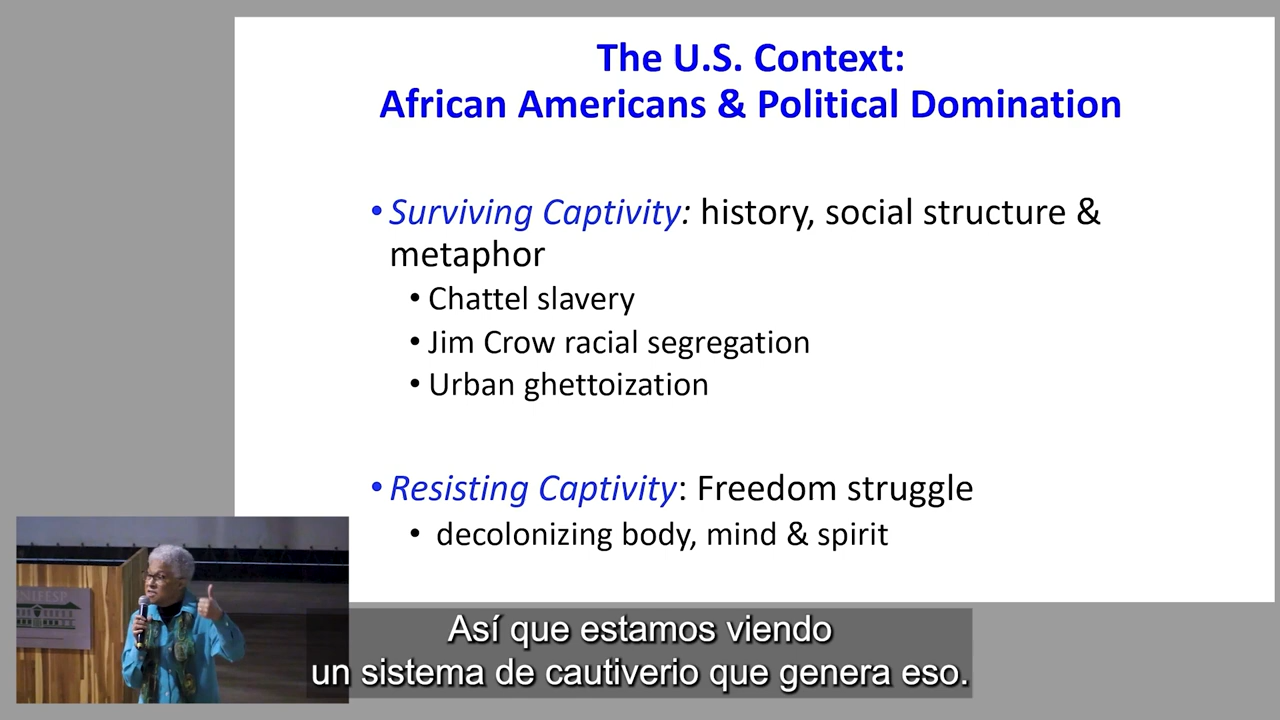 The U.S. Context:
African Americans & Political Domination
• Surviving Captivity: history, social structure &
metaphor
• Chattel slavery
• Jim Crow racial segregation
• Urban ghettoization
• Resisting Captivity: Freedom struggle
• decolonizing body, mind & spirit
NIFESP
Así que estamos viendo
un sistema de cautiverio que genera eso.